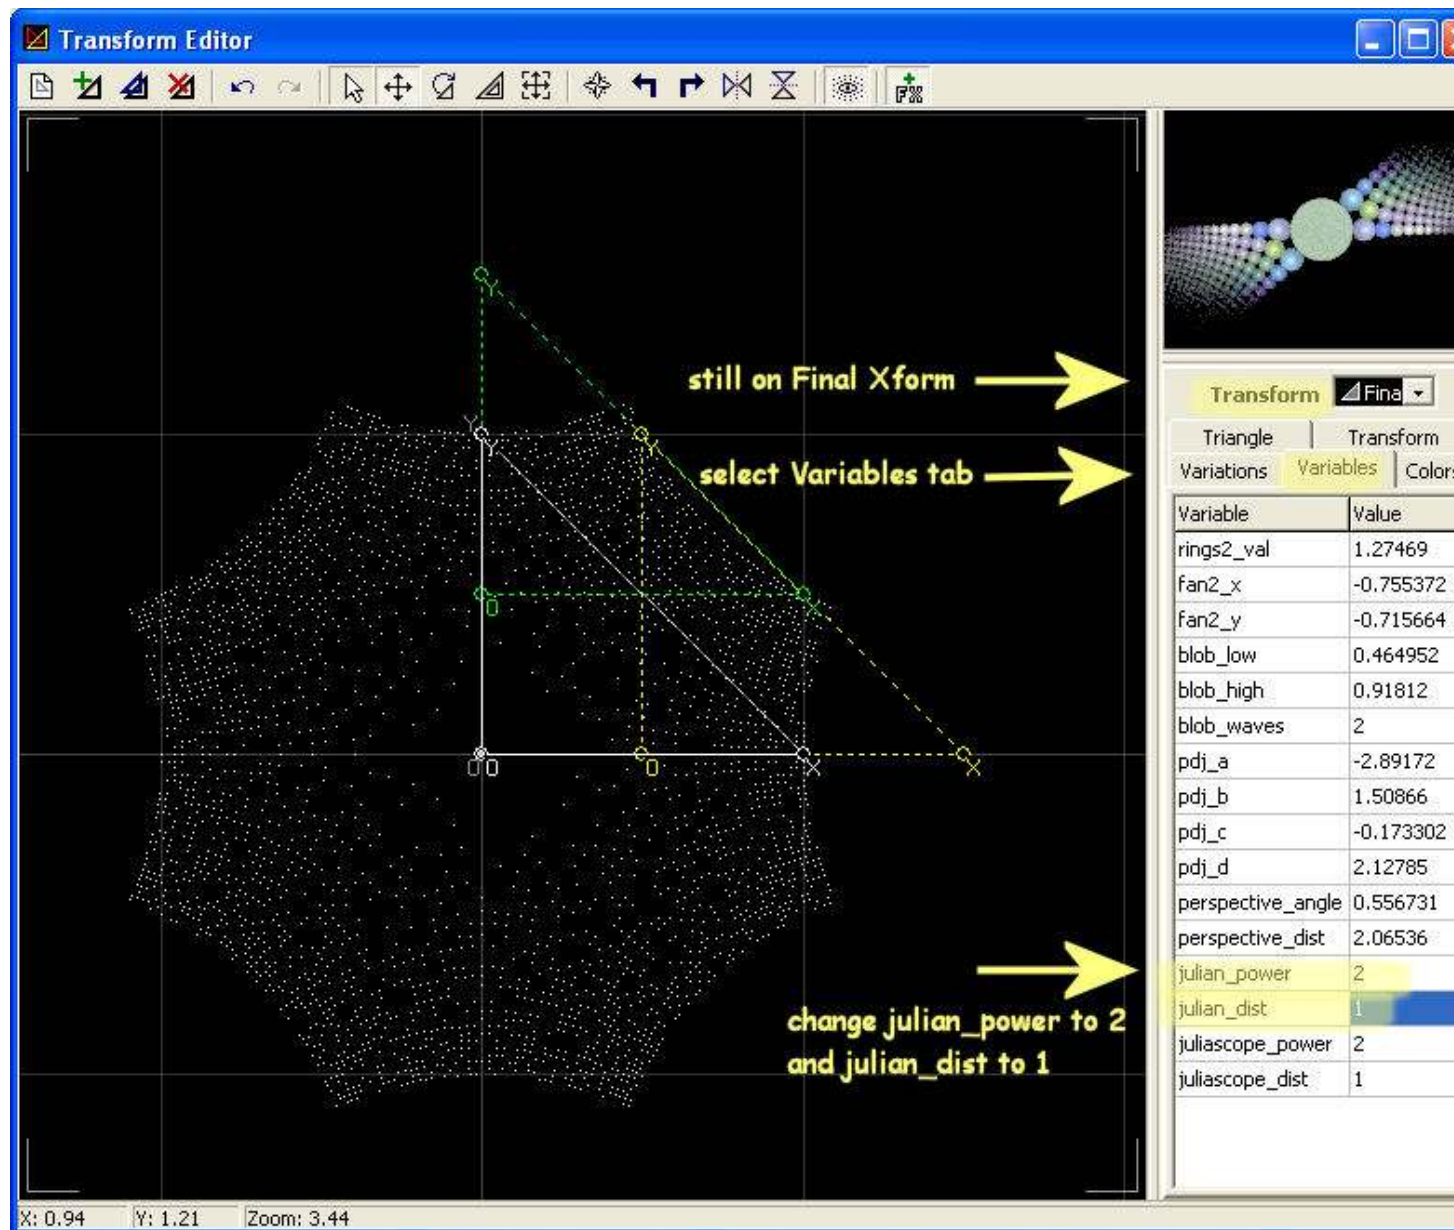 Transform Editor
FX
Y
Y
Y
Y
O
X
O
O
O
X
X
still on Final Xform
select Variables tab
change julian_power to 2
and julian_dist to 1
Transform Fina
Triangle Transform
Variations Variables Colors
Variable Value
rings2_val 1.27469
fan2_x -0.755372
fan2_y -0.715664
blob_low 0.464952
blob_high 0.91812
blob_waves 2
pdj_a -2.89172
pdj_b 1.50866
pdj_c -0.173302
pdj_d 2.12785
perspective_angle 0.556731
perspective_dist 2.06536
julian_power 2
julian_dist 1
juliascope_power 2
juliascope_dist 1
X: 0.94 Y: 1.21 Zoom: 3.44